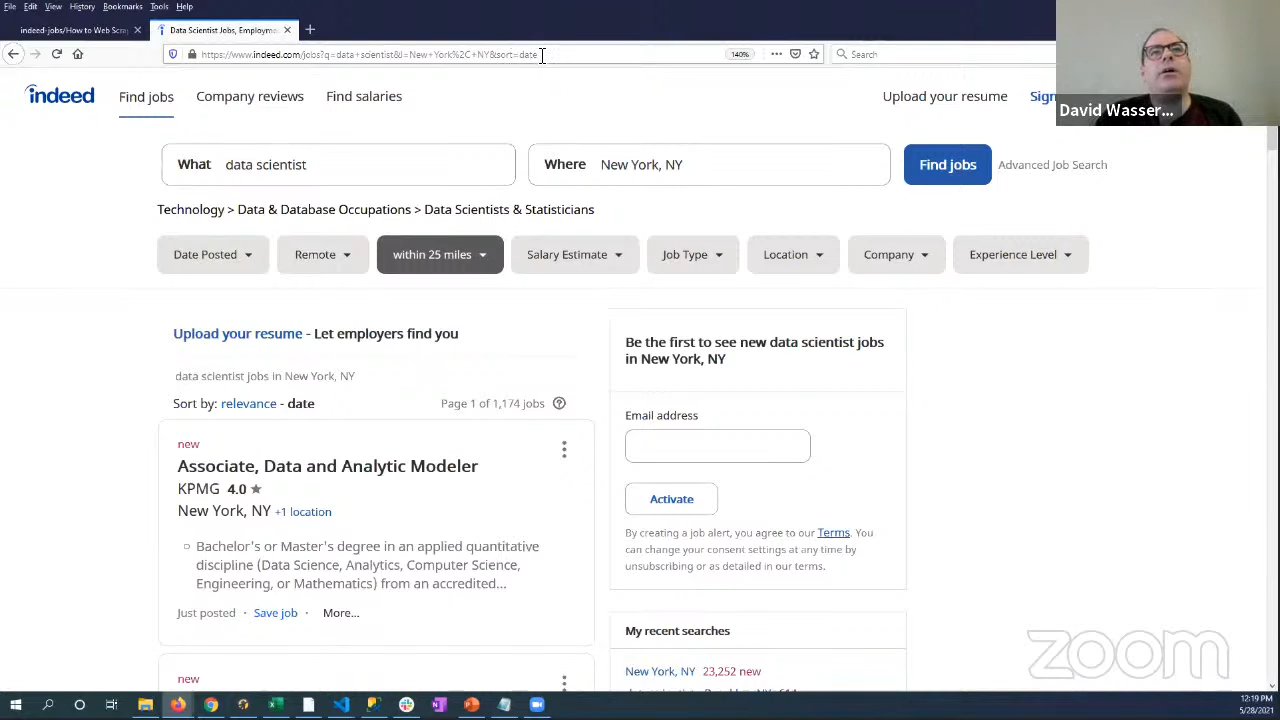 File Edit View History Bookmarks Tools Help
indeed-jobs/How to Web Scra
Data Scientist Jobs, Employme
https://www.indeed.com/jobs?q=data+scientist&l=New+York%2C+NY&sort=date
140%
Search
indeed
Find jobs
Company reviews
Find salaries
Upload your resume
Sign
David Wasser...
What data scientist
Where New York, NY
Find jobs
Advanced Job Search
Technology > Data & Database Occupations > Data Scientists & Statisticians
Date Posted
Remote
within 25 miles
Salary Estimate
Job Type
Location
Company
Experience Level
Upload your resume - Let employers find you
data scientist jobs in New York, NY
Sort by: relevance - date
Page 1 of 1,174 jobs
new
Associate, Data and Analytic Modeler
KPMG 4.0
New York, NY +1 location
Bachelor's or Master's degree in an applied quantitative
discipline (Data Science, Analytics, Computer Science,
Engineering, or Mathematics) from an accredited...
Just posted · Save job · More...
new
Be the first to see new data scientist jobs
in New York, NY
Email address
Activate
By creating a job alert, you agree to our Terms. You
can change your consent settings at any time by
unsubscribing or as detailed in our terms.
My recent searches
New York, NY 23,252 new
zoom
12:19 PM
5/28/2021